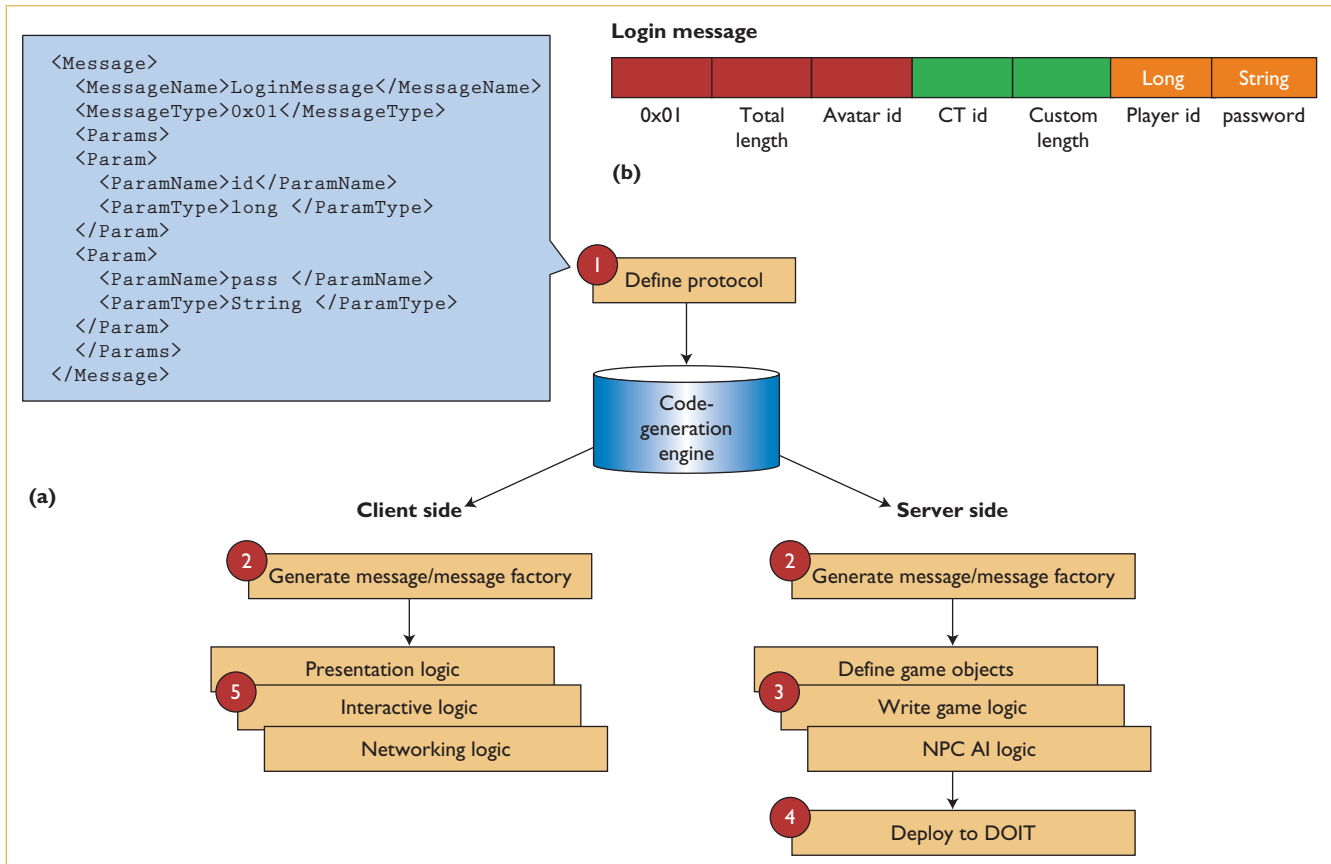 <Message>
<MessageName>LoginMessage</MessageName>
<MessageType>0x01</MessageType>
<Params>
<Param>
<ParamName>id</ParamName>
<ParamType>long </ParamType>
</Param>
<Param>
<ParamName>pass </ParamName>
<ParamType>String </ParamType>
</Param>
</Params>
</Message>
Login message
Long String
0x01 Total length Avatar id CT id Custom length Player id password
(b)
1
Define protocol
Code-
generation
engine
(a)
Client side
2
Generate message/message factory
Presentation logic
5
Interactive logic
Networking logic
Server side
2
Generate message/message factory
Define game objects
3
Write game logic
NPC AI logic
4
Deploy to DOIT